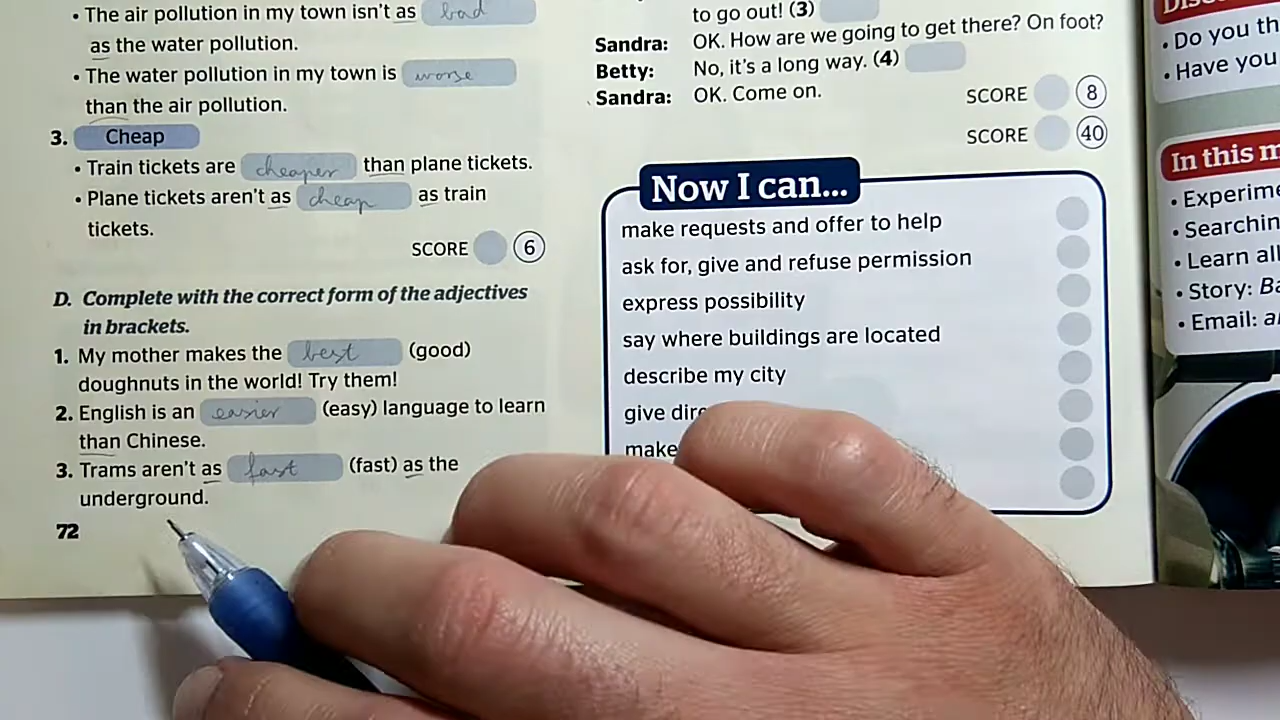 • The air pollution in my town isn't as bad
as the water pollution.
• The water pollution in my town is worse
than the air pollution.
3. Cheap
• Train tickets are cheaper than plane tickets.
• Plane tickets aren't as cheap as train
tickets.
SCORE 6
D. Complete with the correct form of the adjectives
in brackets.
1. My mother makes the best (good)
doughnuts in the world! Try them!
2. English is an easier (easy) language to learn
than Chinese.
3. Trams aren't as fast (fast) as the
underground.
72
to go out! (3)
Sandra: OK. How are we going to get there? On foot?
Betty: No, it's a long way. (4)
Sandra: OK. Come on.
SCORE 8
SCORE 40
Now I can...
make requests and offer to help
ask for, give and refuse permission
express possibility
say where buildings are located
describe my city
give
make
• Do you
• Have you
In this
•
•
• Learn
• Story:
• Email: